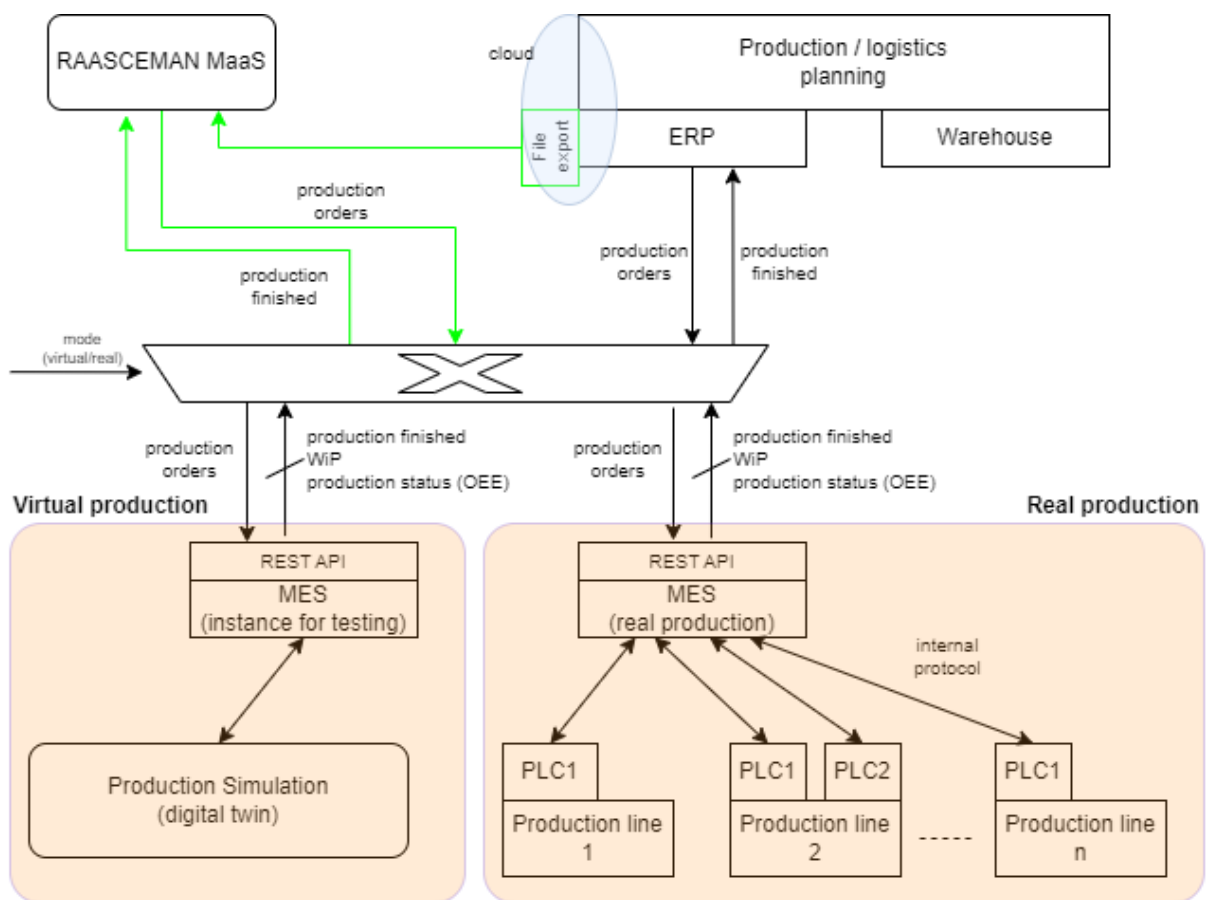 RAASCEMAN MaaS
cloud
Production / logistics
planning
File
export
ERP
Warehouse
production
orders
production
finished
production
orders
production
finished
mode
(virtual/real)
production
orders
production finished
WiP
production status (OEE)
production
orders
production finished
WiP
production status (OEE)
Virtual production
Real production
REST API
MES
(instance for testing)
REST API
MES
(real production)
internal
protocol
Production Simulation
(digital twin)
PLC1
Production line
1
PLC1
PLC2
Production line
2
-----
PLC1
Production line
n